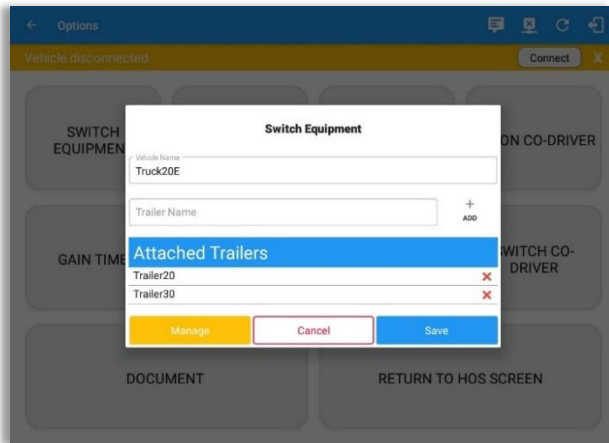 Options
Vehicle disconnected
Connect
X
SWITCH
EQUIPMEN
ON CO-DRIVER
Switch Equipment
Vehicle Name
Truck20E
Trailer Name
+
ADD
Attached Trailers
Trailer20
Trailer30
Manage
Cancel
Save
GAIN TIME
WITCH CO-
DRIVER
DOCUMENT
RETURN TO HOS SCREEN